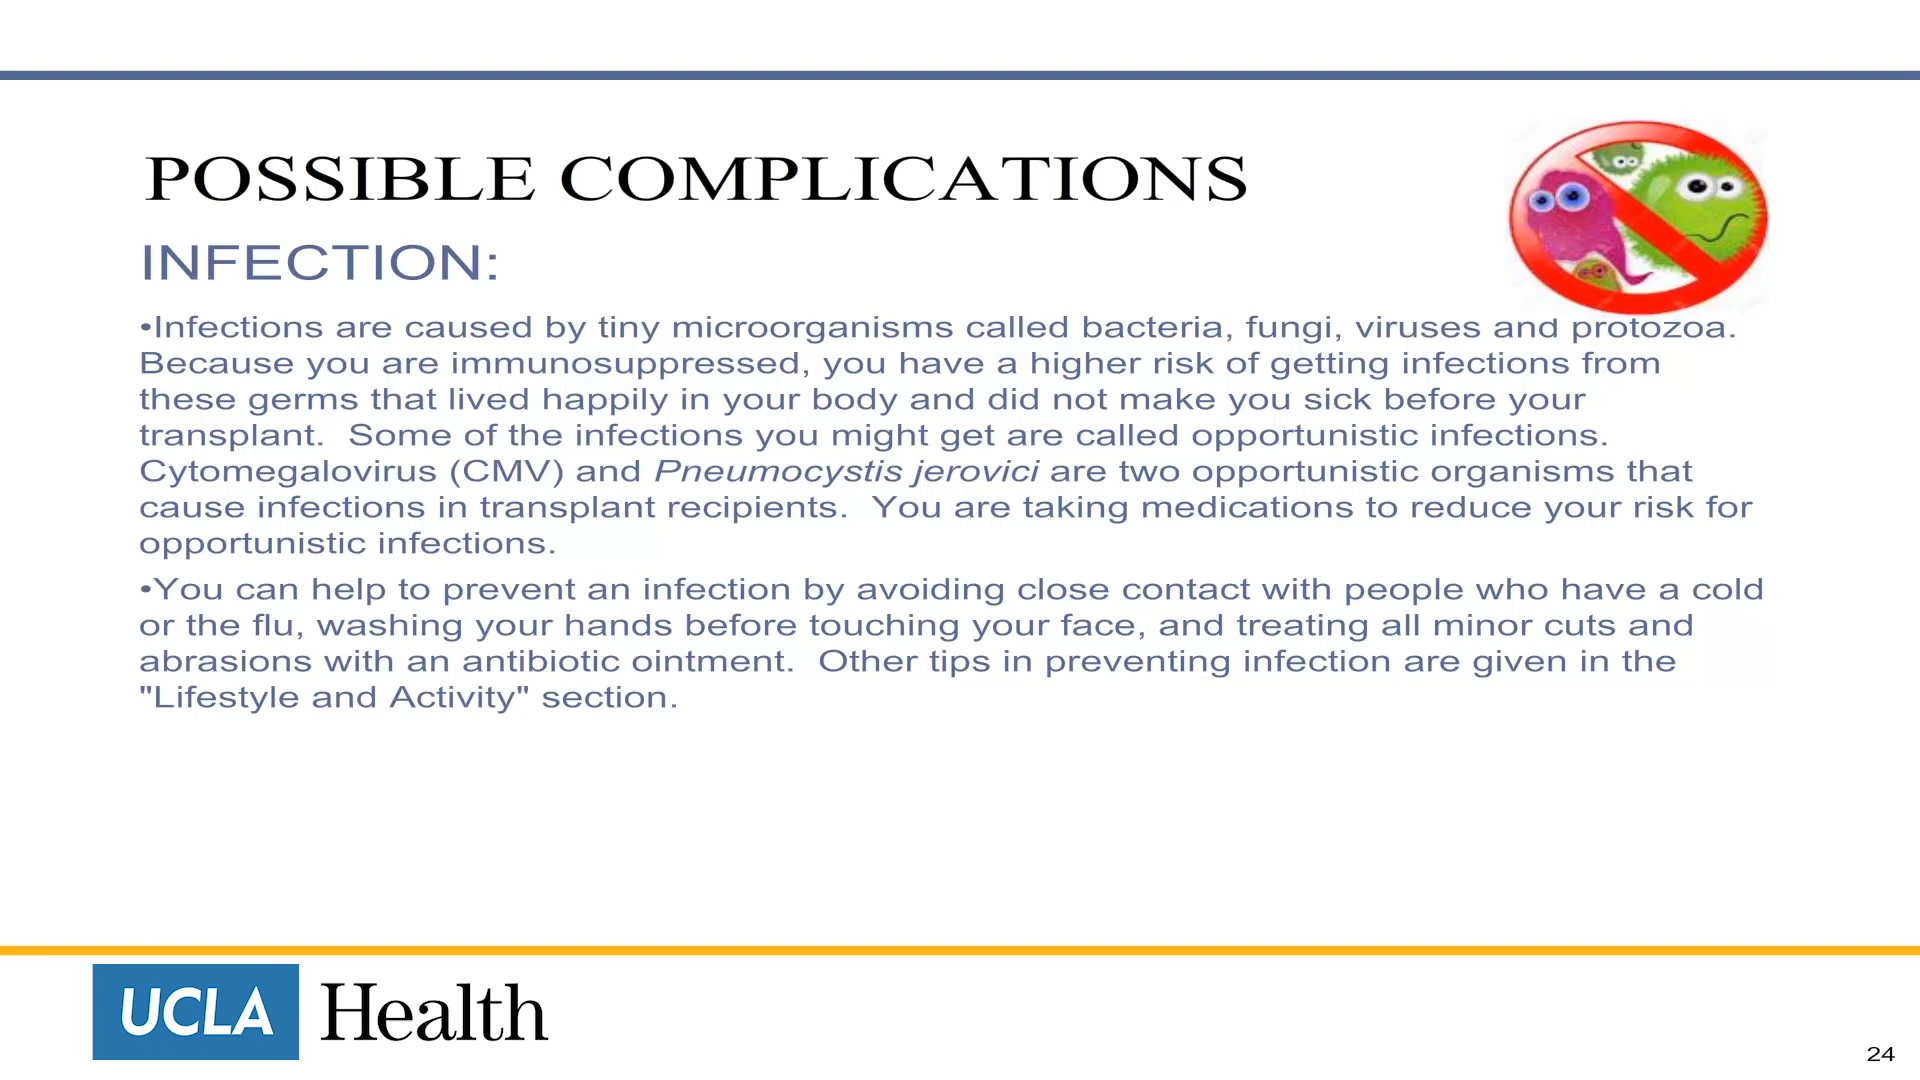 POSSIBLE COMPLICATIONS
INFECTION:
•Infections are caused by tiny microorganisms called bacteria, fungi, viruses and protozoa.
Because you are immunosuppressed, you have a higher risk of getting infections from
these germs that lived happily in your body and did not make you sick before your
transplant.  Some of the infections you might get are called opportunistic infections.
Cytomegalovirus (CMV) and Pneumocystis jerovici are two opportunistic organisms that
cause infections in transplant recipients.  You are taking medications to reduce your risk for
opportunistic infections.
•You can help to prevent an infection by avoiding close contact with people who have a cold
or the flu, washing your hands before touching your face, and treating all minor cuts and
abrasions with an antibiotic ointment.  Other tips in preventing infection are given in the
"Lifestyle and Activity" section.
UCLA Health
24